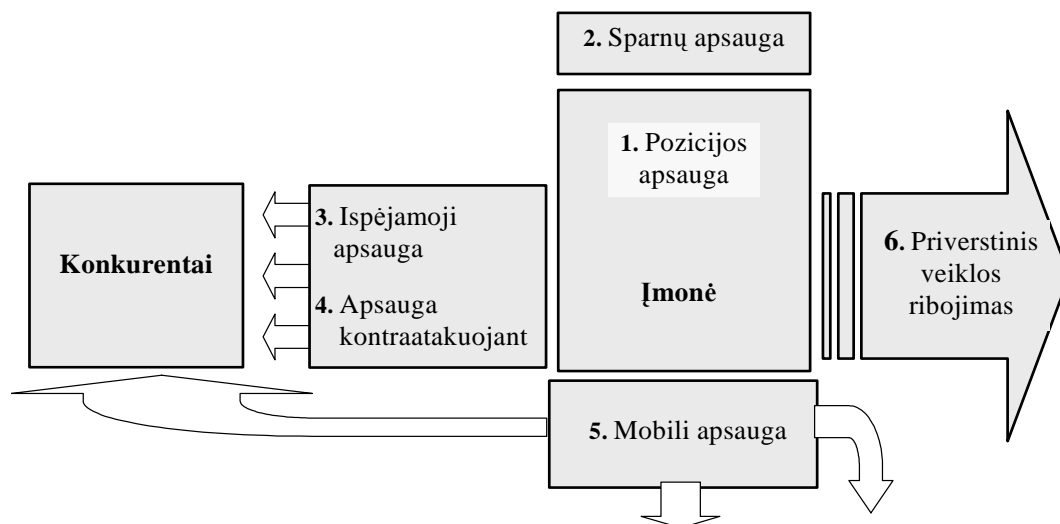 2. Sparnų apsauga
1. Pozicijos
apsauga
Įmonė
3. Ispėjamoji
apsauga
4. Apsauga
kontraatakuojant
Konkurentai
6. Priverstinis
veiklos
ribojimas
5. Mobili apsauga